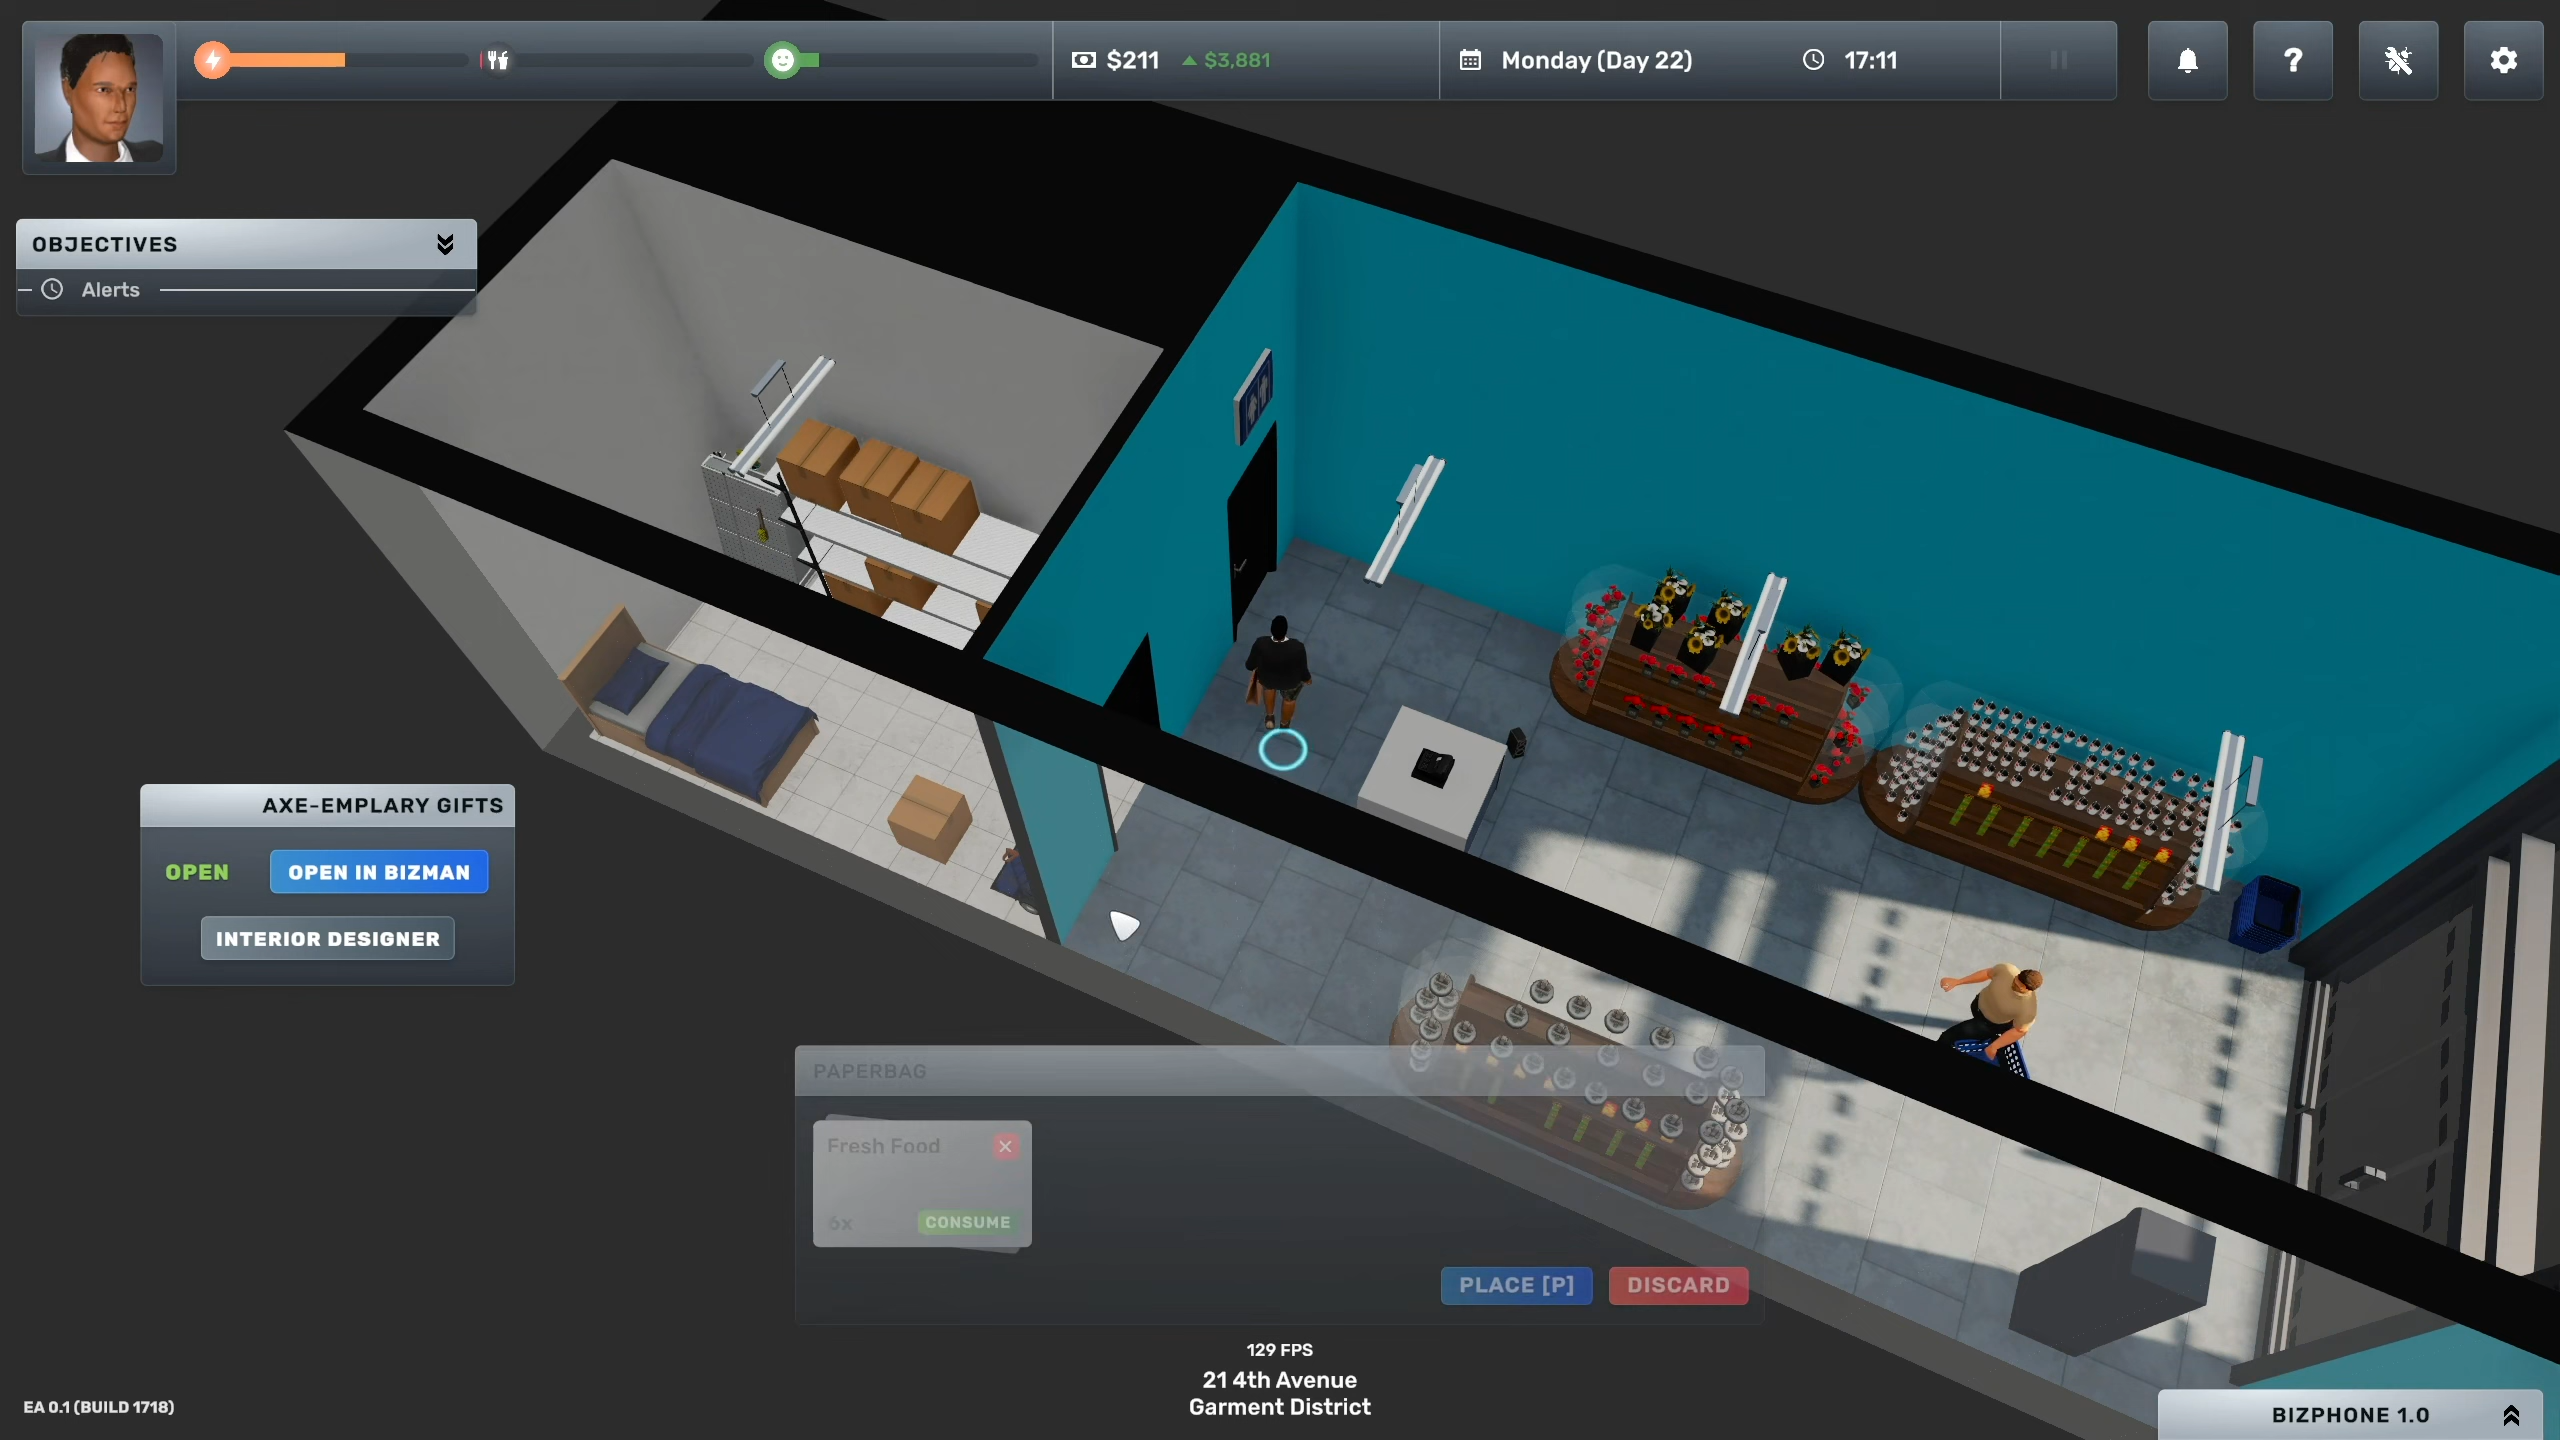 $211
$3,881
Monday (Day 22)
17:11
?
OBJECTIVES
Alerts
AXE-EMPLARY GIFTS
OPEN
OPEN IN BIZMAN
INTERIOR DESIGNER
PAPERBAG
Fresh Food
6x
CONSUME
PLACE [P]
DISCARD
129 FPS
21 4th Avenue
Garment District
EA 0.1 (BUILD 1718)
BIZPHONE 1.0